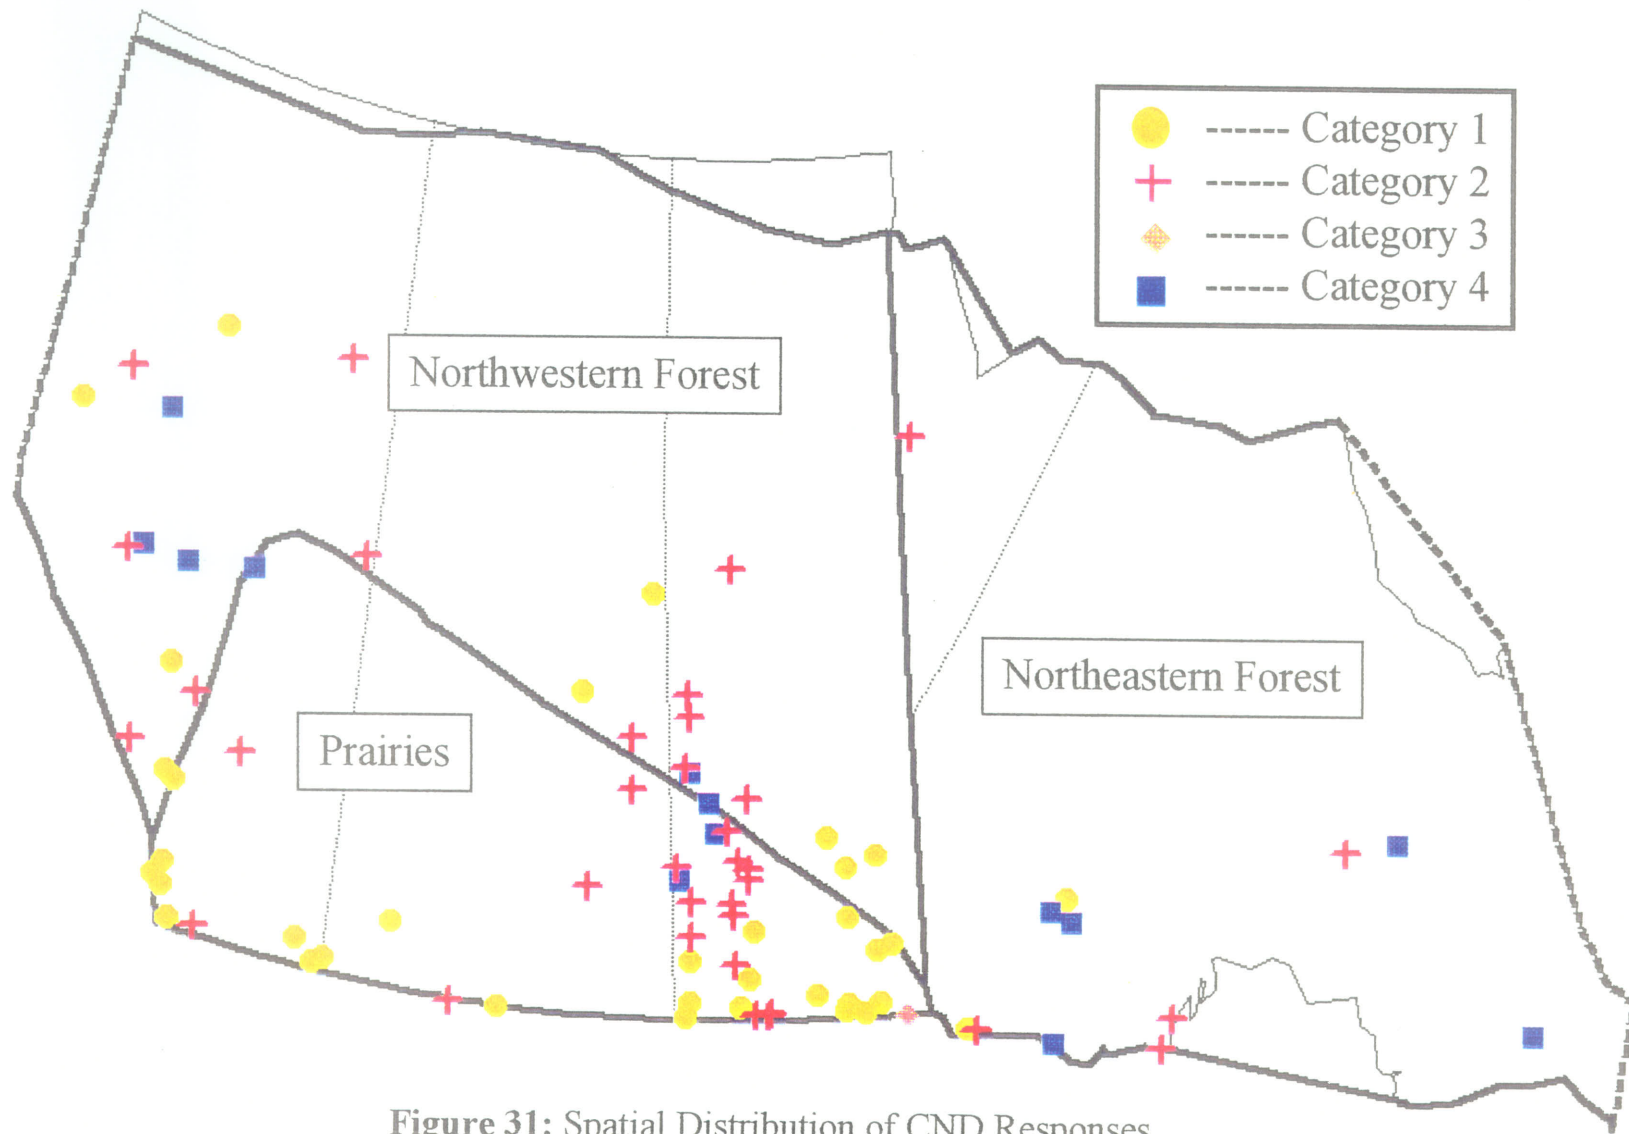 Category 1
Category 2
Category 3
Category 4
Northwestern Forest
Northeastern Forest
Prairies
Figure 31: Spatial Distribution of CND Responses